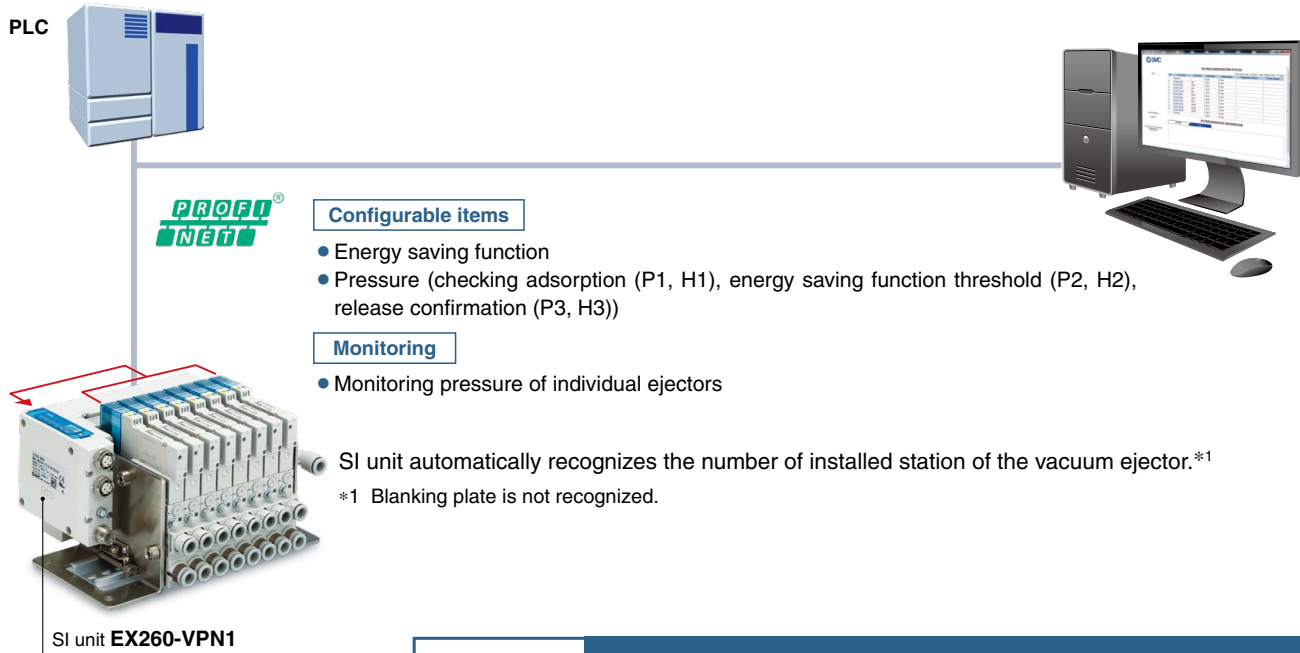 PLC
SMC
PROFI®
NET
Configurable items
● Energy saving function
● Pressure (checking adsorption (P1, H1), energy saving function threshold (P2, H2),
release confirmation (P3, H3))
Monitoring
● Monitoring pressure of individual ejectors
SI unit automatically recognizes the number of installed station of the vacuum ejector.*1
*1 Blanking plate is not recognized.
SI unit EX260-VPN1